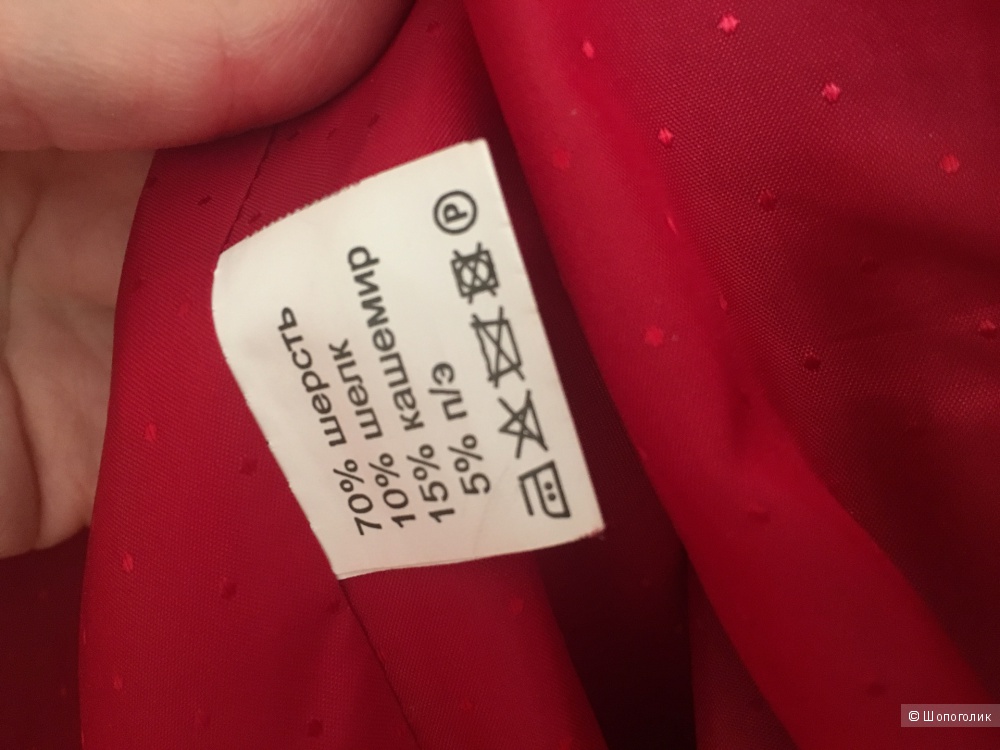 70% шерсть
10% шелк
15% кашемир
5% п/э
P
© Шопоголик